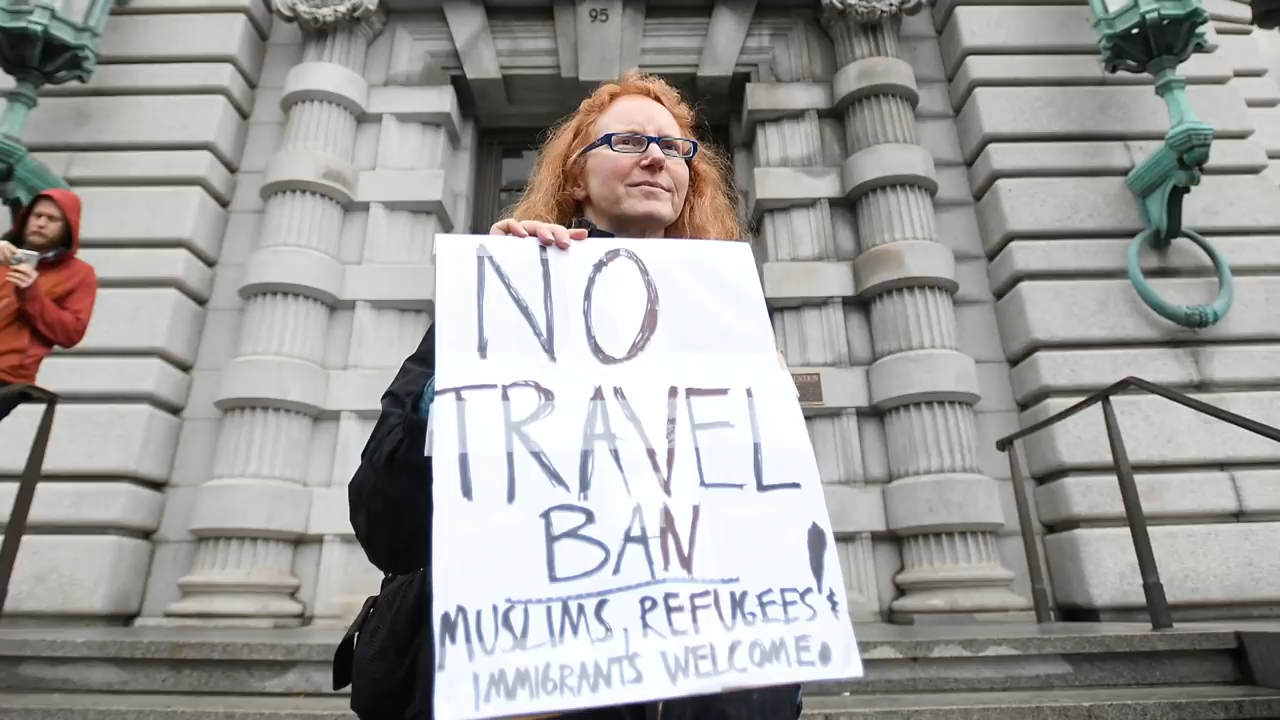 95
NO
TRAVEL
BAN
MUSLIMS, REFUGEES &
IMMIGRANTS WELCOME!